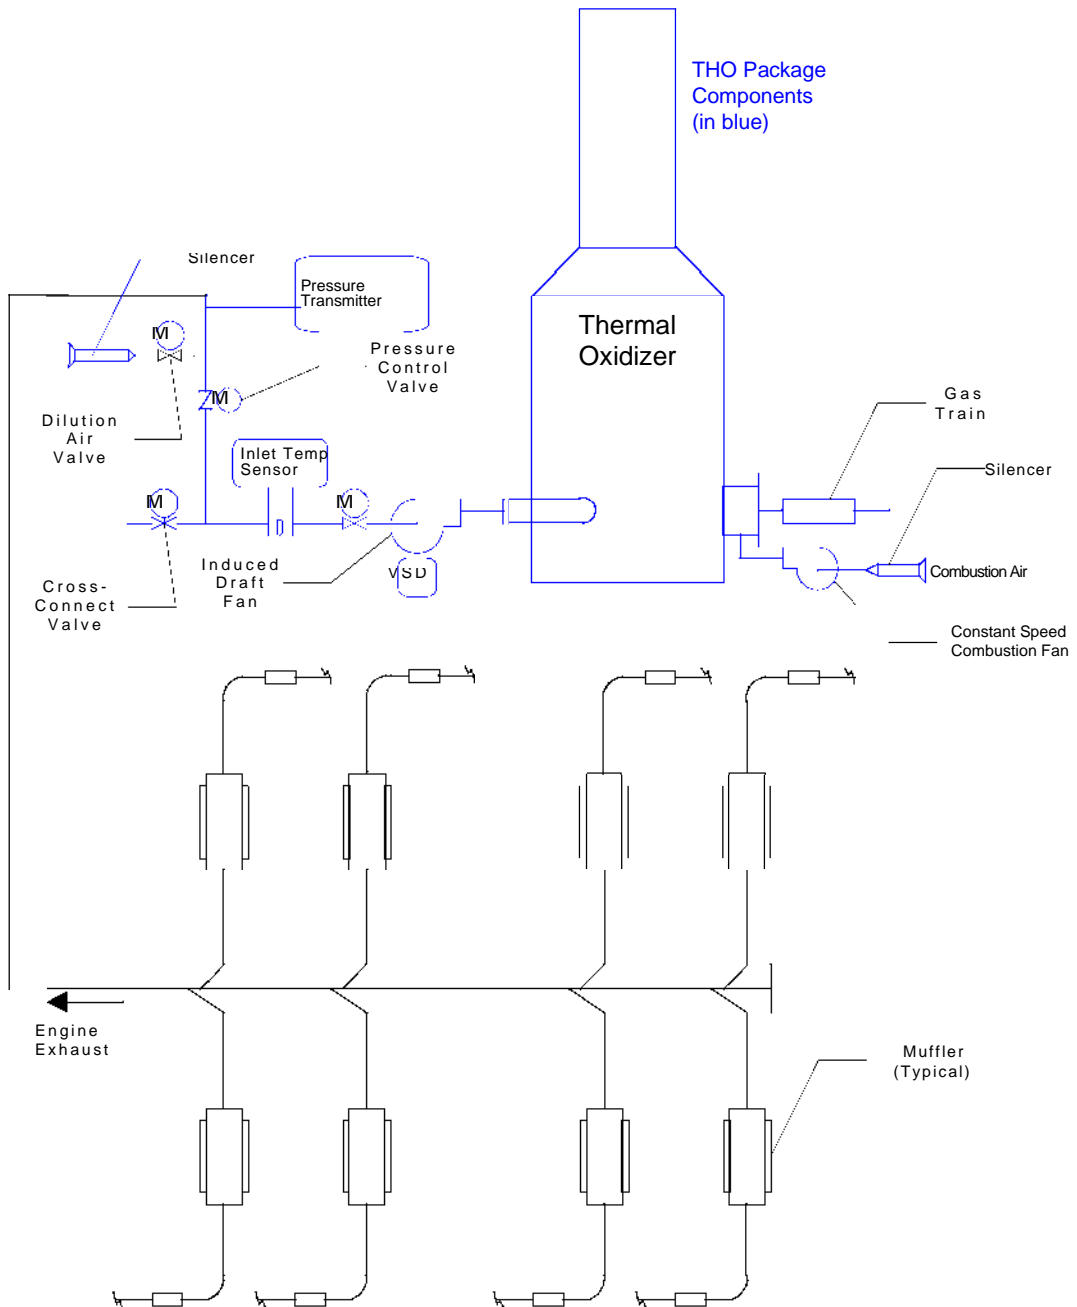 THO Package
Components
(in blue)
Silencer
Pressure
Transmitter
M
Pressure
Control
Valve
Thermal
Oxidizer
M
Dilution
Air
Valve
Gas
Train
Inlet Temp
Sensor
Silencer
M
M
Induced
Draft
Fan
VSD
Combustion Air
Cross-
Connect
Valve
Constant Speed
Combustion Fan
Engine
Exhaust
Muffler
(Typical)